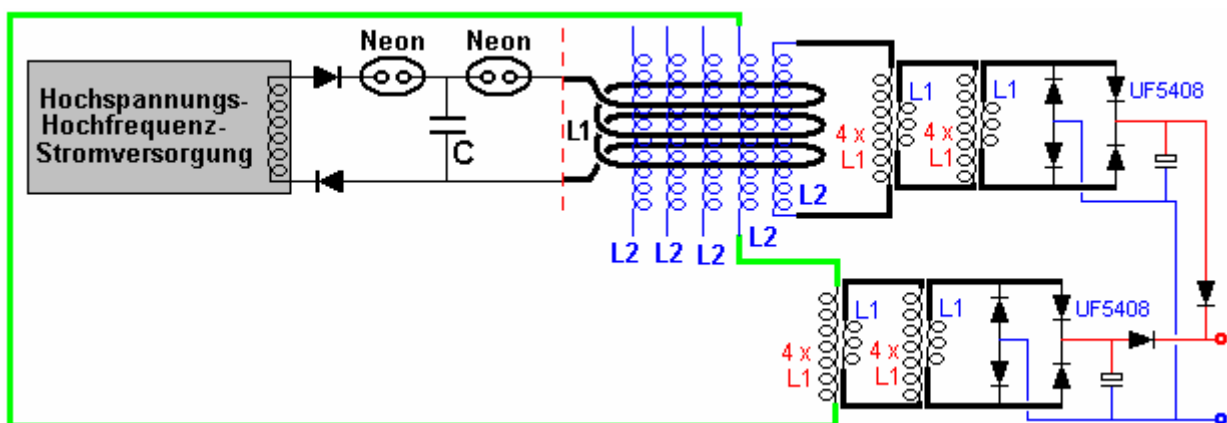 Neon
Neon
Hochspannungs-
Hochfrequenz-
Stromversorgung
C
L1
L2
L2
L2
L2
L2
4 x
L1
L1
4 x
L1
L1
UF5408
4 x
L1
L1
4 x
L1
L1
UF5408